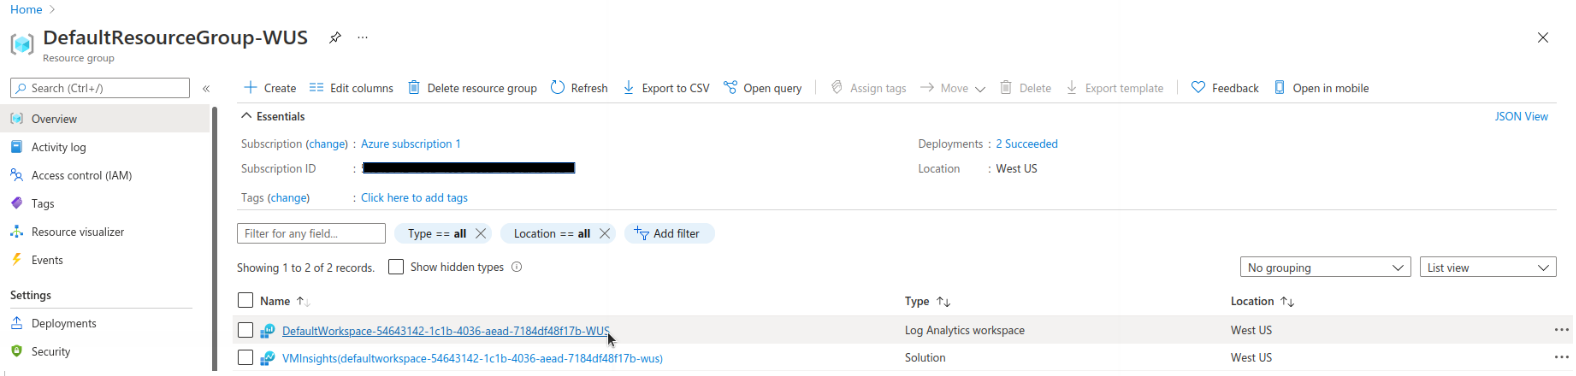 Home >
DefaultResourceGroup-WUS ...
Resource group
Search (Ctrl+/) «
Create Edit columns Delete resource group Refresh Export to CSV Open query Assign tags Move Delete Export template Feedback Open in mobile
Overview
Activity log
Access control (IAM)
Tags
Resource visualizer
Events
Settings
Deployments
Security
Essentials JSON View
Subscription (change) : Azure subscription 1 Deployments : 2 Succeeded
Subscription ID : Location : West US
Tags (change) : Click here to add tags
Filter for any field... Type == all Location == all Add filter
Showing 1 to 2 of 2 records. Show hidden types No grouping List view
Name ↑↓ Type ↑↓ Location ↑↓
DefaultWorkspace-54643142-1c1b-4036-aead-7184df48f17b-WUS Log Analytics workspace West US ...
VMInsights(defaultworkspace-54643142-1c1b-4036-aead-7184df48f17b-wus) Solution West US ...